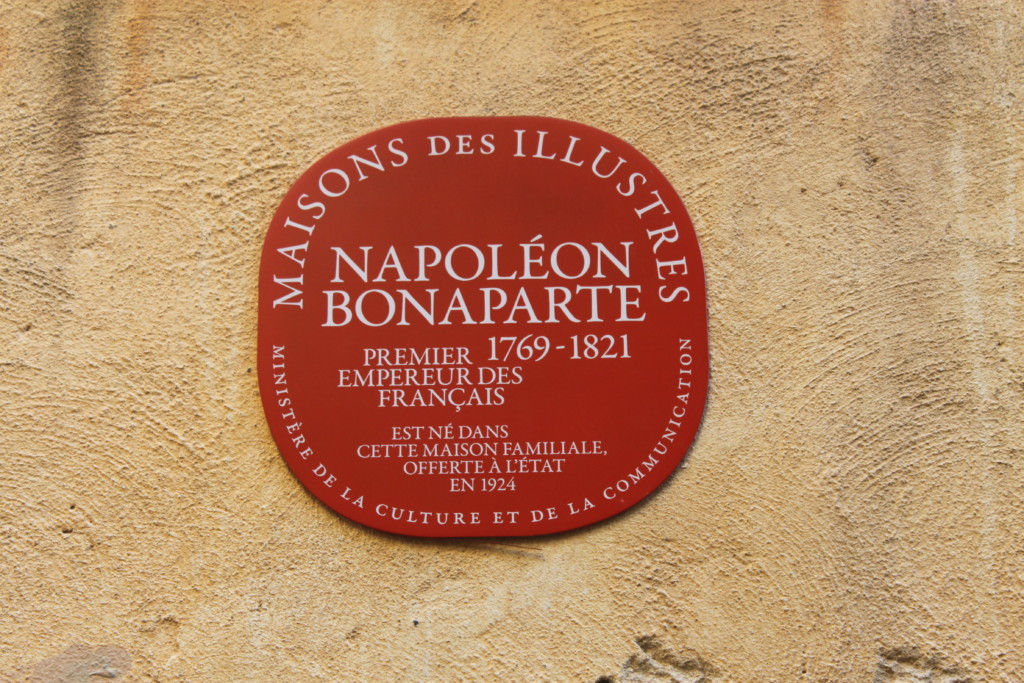 MAISONS DES ILLUSTRES
NAPOLÉON
BONAPARTE
1769-1821
PREMIER
EMPEREUR DES
FRANÇAIS
EST NÉ DANS
CETTE MAISON FAMILIALE,
OFFERTE À L'ÉTAT
EN 1924
MINISTÈRE DE LA CULTURE ET DE LA COMMUNICATION